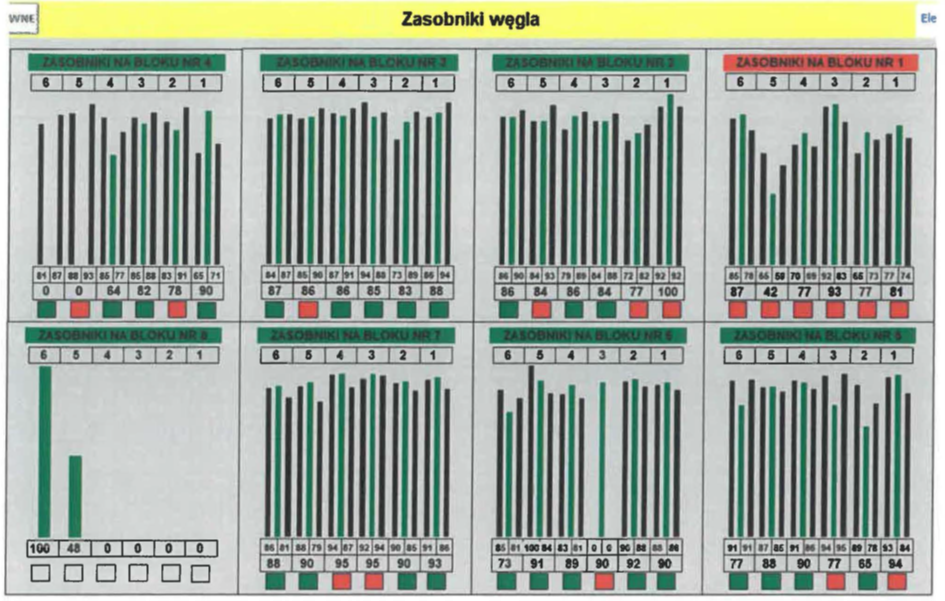 WNE
Zasobniki węgla
Ele
ZASOBNIKI NA BLOKU NR 4
6 5 4 3 2 1
81 87 88 93 85 77 85 88 83 91 65 71
0 0 64 82 78 90
ZASOBNIKI NA BLOKU NR 3
6 5 4 3 2 1
84 87 85 90 87 91 94 88 73 89 86 94
87 86 86 85 83 88
ZASOBNIKI NA BLOKU NR 2
6 5 4 3 2 1
86 90 84 93 79 89 84 88 72 82 92 92
86 84 86 84 77 100
ZASOBNIKI NA BLOKU NR 1
6 5 4 3 2 1
85 78 65 70 69 92 83 65 73 77 74
87 42 77 93 77 81
ZASOBNIKI NA BLOKU NR 8
6 5 4 3 2 1
100 48 0 0 0 0
ZASOBNIKI NA BLOKU NR 7
6 5 4 3 2 1
86 81 88 79 94 87 92 94 90 85 91 86
88 90 95 95 90 93
ZASOBNIKI NA BLOKU NR 6
6 5 4 3 2 1
85 81 100 84 83 81 0 0 90 88 88 86
73 91 89 90 92 90
ZASOBNIKI NA BLOKU NR 5
6 5 4 3 2 1
91 91 87 85 91 86 94 95 89 78 93 84
77 88 90 77 65 94